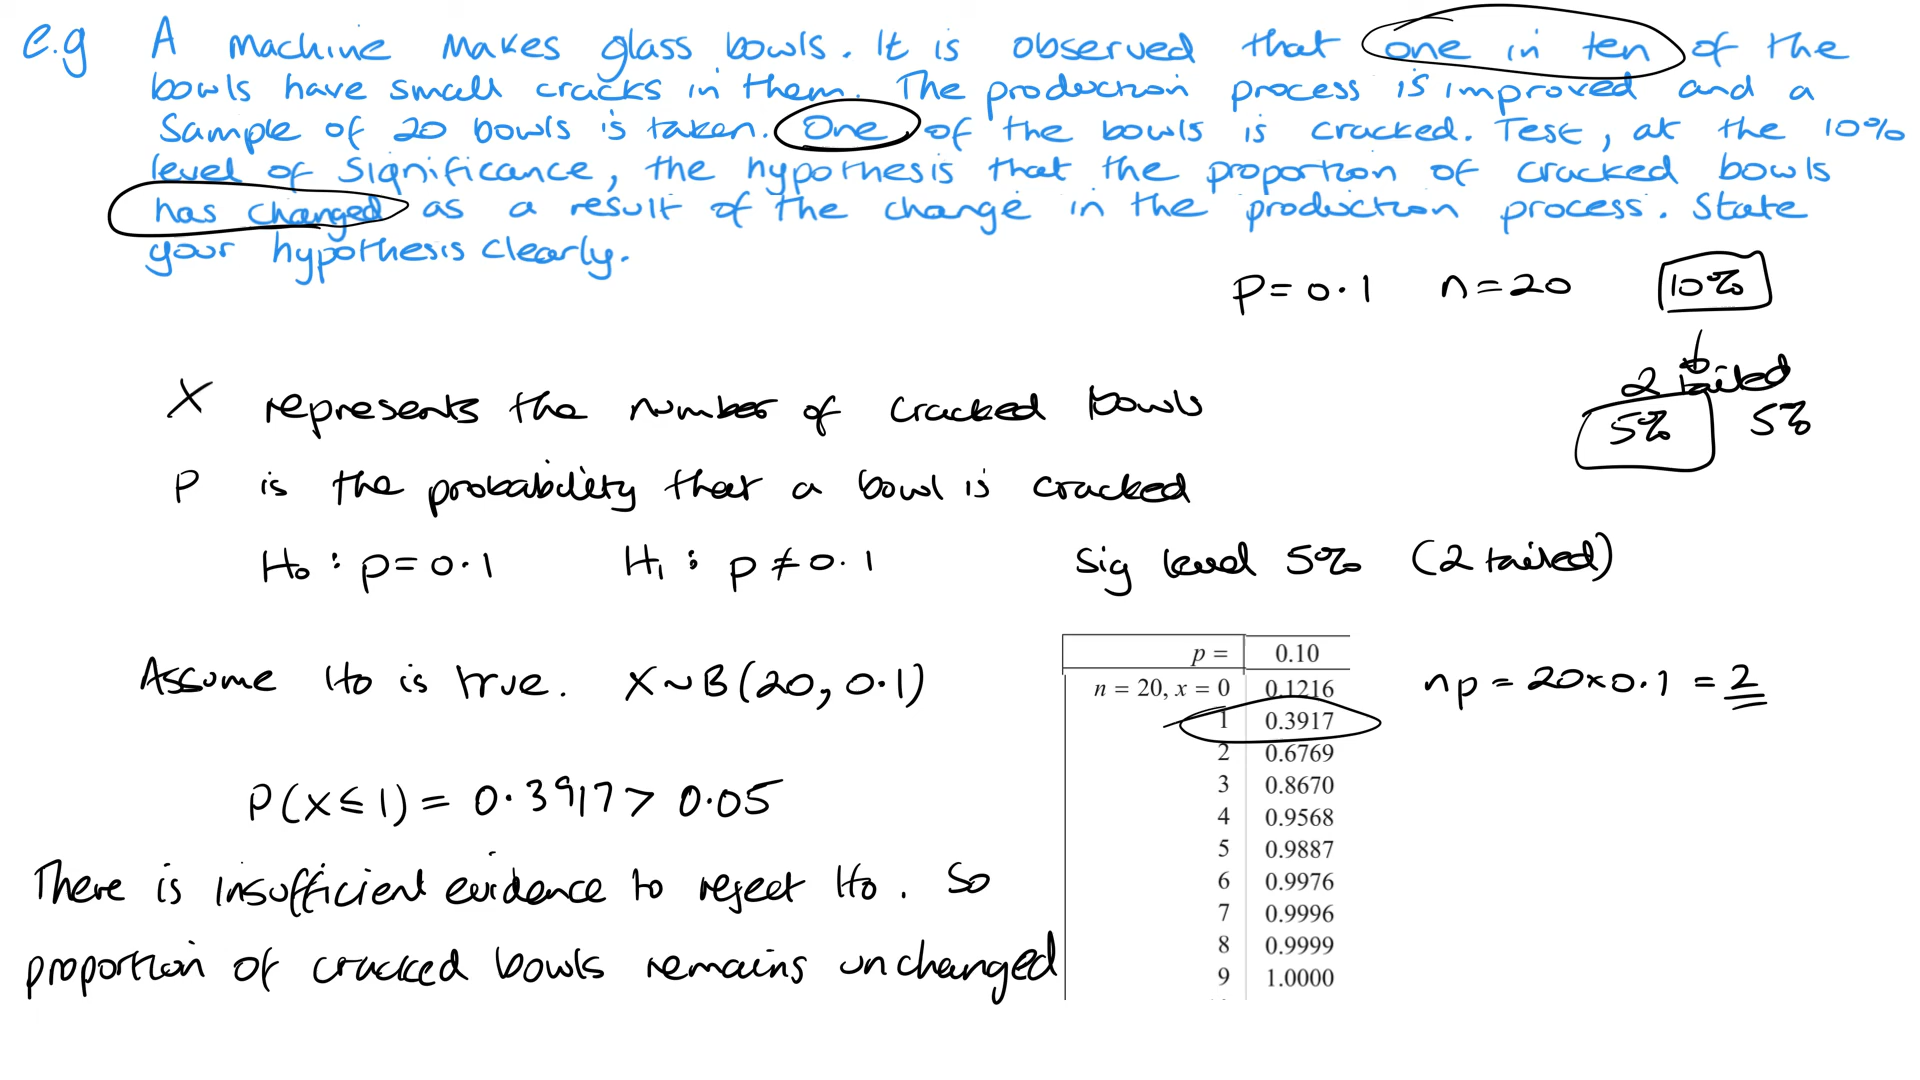 e.g A machine makes glass bowls. It is observed that one in ten of the
bowls have small cracks in them. The production process is improved and a
sample of 20 bowls is taken. One of the bowls is cracked. Test, at the 10%
level of significance, the hypothesis that the proportion of cracked bowls
has changed as a result of the change in the production process. State
your hypothesis clearly.
P=0.1 n=20 10%
2 tailed
5% 5%
X represents the number of cracked bowls
P is the probability that a bowl is cracked
H₀ : p=0.1 H₁ : p≠0.1 Sig level 5% (2 tailed)
Assume H₀ is true. X~B(20, 0.1)
p = 0.10
n = 20, x = 0 0.1216
1 0.3917
2 0.6769
3 0.8670
4 0.9568
5 0.9887
6 0.9976
7 0.9996
8 0.9999
9 1.0000
np = 20×0.1 = 2
P(X≤1) = 0.3917 > 0.05
There is insufficient evidence to reject H₀. So
proportion of cracked bowls remains unchanged